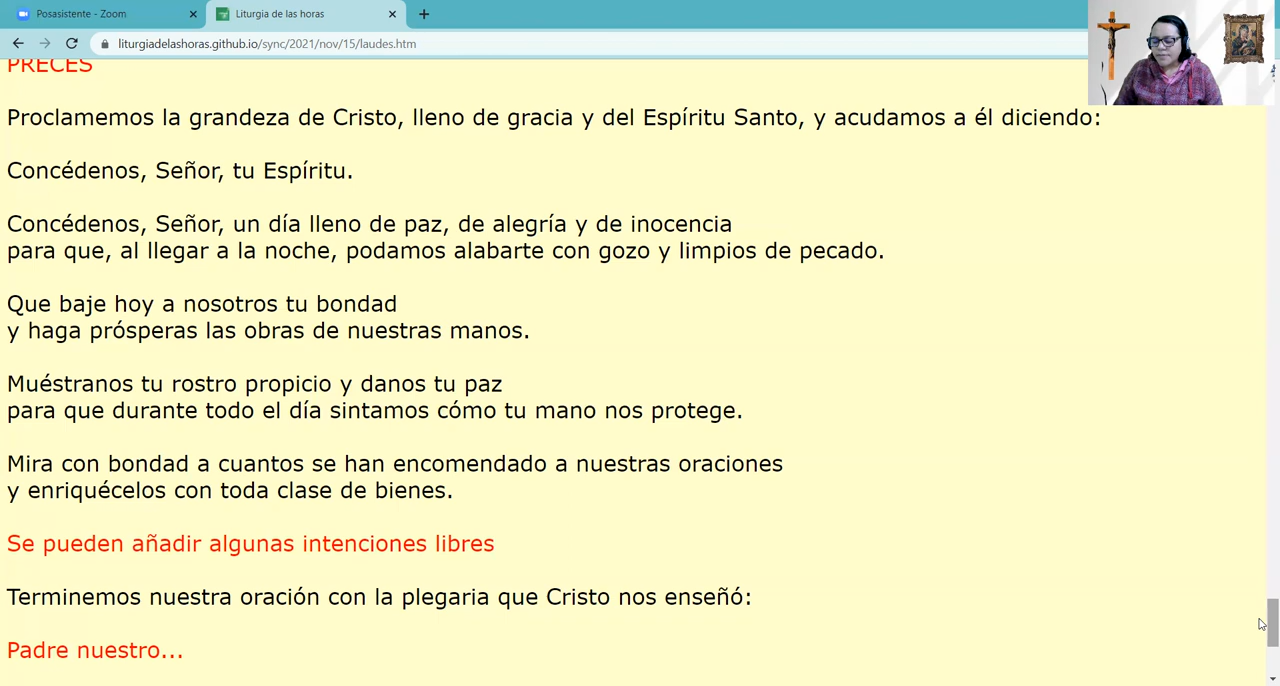 Posasistente - Zoom
Liturgia de las horas
liturgiadelashoras.github.io/sync/2021/nov/15/laudes.htm
PRECES
Proclamemos la grandeza de Cristo, lleno de gracia y del Espíritu Santo, y acudamos a él diciendo:
Concédenos, Señor, tu Espíritu.
Concédenos, Señor, un día lleno de paz, de alegría y de inocencia
para que, al llegar a la noche, podamos alabarte con gozo y limpios de pecado.
Que baje hoy a nosotros tu bondad
y haga prósperas las obras de nuestras manos.
Muéstranos tu rostro propicio y danos tu paz
para que durante todo el día sintamos cómo tu mano nos protege.
Mira con bondad a cuantos se han encomendado a nuestras oraciones
y enriquécelos con toda clase de bienes.
Se pueden añadir algunas intenciones libres
Terminemos nuestra oración con la plegaria que Cristo nos enseñó:
Padre nuestro...